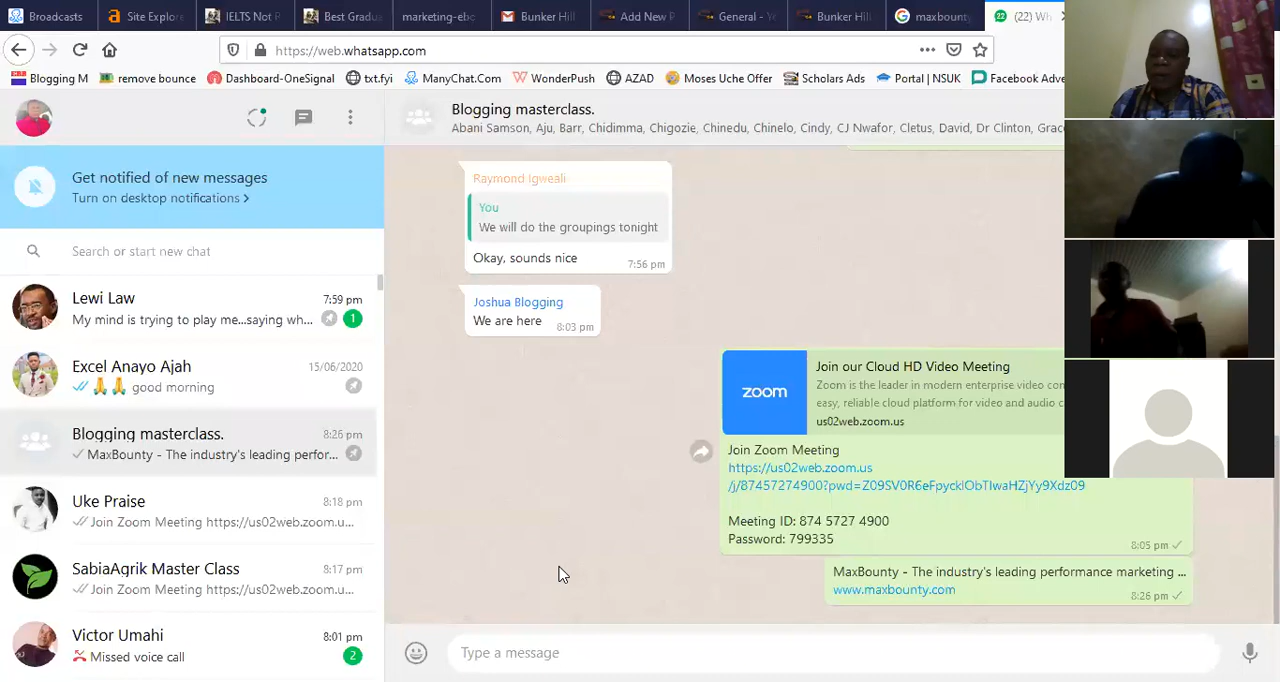 Broadcasts
Site Explore
IELTS Not F
Best Gradu
marketing-ebc
Bunker Hill
Add New P
General - Ye
Bunker Hill
maxbounty
(22) Wh
https://web.whatsapp.com
Blogging M
remove bounce
Dashboard-OneSignal
txt.fyi
ManyChat.Com
WonderPush
AZAD
Moses Uche Offer
Scholars Ads
Portal | NSUK
Facebook Adve
Blogging masterclass.
Abani Samson, Aju, Barr, Chidimma, Chigozie, Chinedu, Chinelo, Cindy, CJ Nwafor, Cletus, David, Dr Clinton, Grace
Get notified of new messages
Turn on desktop notifications >
Search or start new chat
Lewi Law
7:59 pm
My mind is trying to play me...saying wh...
1
Excel Anayo Ajah
15/06/2020
🙏 🙏 good morning
Blogging masterclass.
8:26 pm
MaxBounty - The industry's leading perfor...
Uke Praise
8:18 pm
Join Zoom Meeting https://us02web.zoom.u...
SabiaAgrik Master Class
8:17 pm
Join Zoom Meeting https://us02web.zoom.u...
Victor Umahi
8:01 pm
Missed voice call
2
Raymond Igweali
You
We will do the groupings tonight
Okay, sounds nice
7:56 pm
Joshua Blogging
We are here
8:03 pm
zoom
Join our Cloud HD Video Meeting
Zoom is the leader in modern enterprise video con
easy, reliable cloud platform for video and audio c
us02web.zoom.us
Join Zoom Meeting
https://us02web.zoom.us
/j/87457274900?pwd=Z09SV0R6eFpycklObTlwaHZjYy9Xdz09
Meeting ID: 874 5727 4900
Password: 799335
8:05 pm
MaxBounty - The industry's leading performance marketing ...
www.maxbounty.com
8:26 pm
Type a message